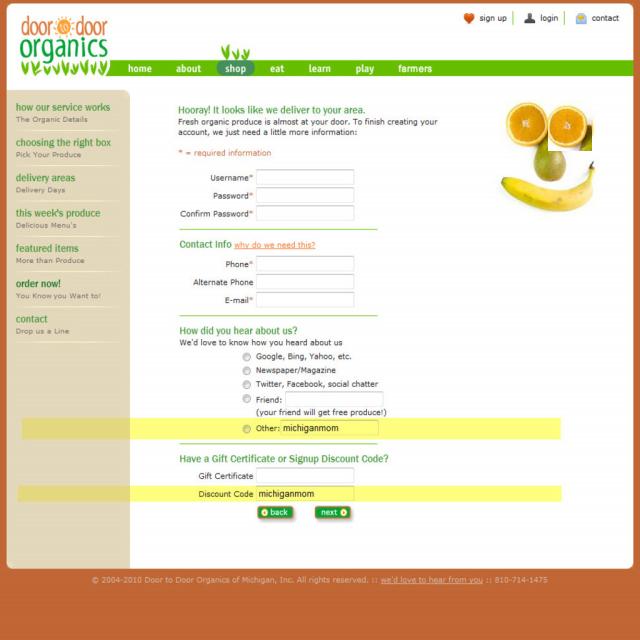 door to door
organics
sign up
login
contact
home
about
shop
eat
learn
play
farmers
how our service works
The Organic Details
choosing the right box
Pick Your Produce
delivery areas
Delivery Days
this week's produce
Delicious Menu's
featured items
More than Produce
order now!
You Know you Want to!
contact
Drop us a Line
Hooray! It looks like we deliver to your area.
Fresh organic produce is almost at your door. To finish creating your
account, we just need a little more information:
* = required information
Username*
Password*
Confirm Password*
Contact Info why do we need this?
Phone*
Alternate Phone
E-mail*
How did you hear about us?
We'd love to know how you heard about us
Google, Bing, Yahoo, etc.
Newspaper/Magazine
Twitter, Facebook, social chatter
Friend:
(your friend will get free produce!)
Other: michiganmom
Have a Gift Certificate or Signup Discount Code?
Gift Certificate
Discount Code michiganmom
back
next
© 2004-2010 Door to Door Organics of Michigan, Inc. All rights reserved. :: we'd love to hear from you :: 810-714-1475